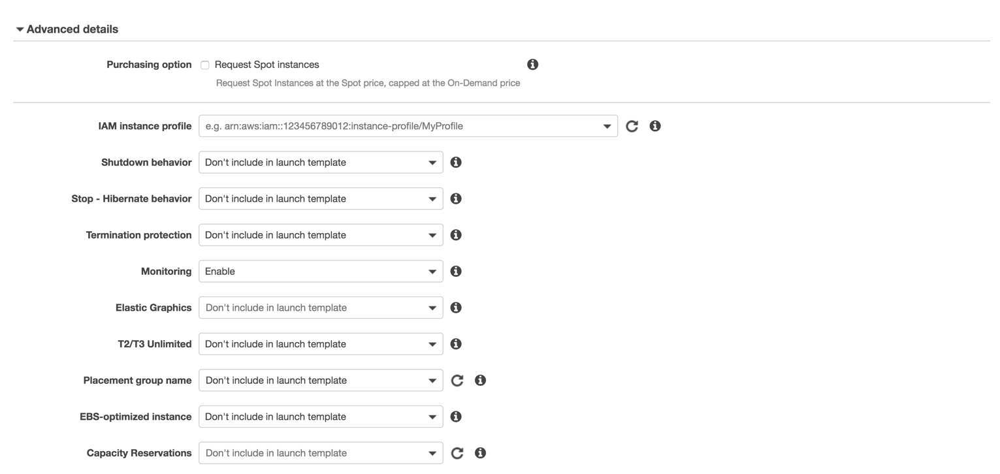 Advanced details
Purchasing option Request Spot instances
Request Spot Instances at the Spot price, capped at the On-Demand price
IAM instance profile e.g. arn:aws:iam::123456789012:instance-profile/MyProfile
Shutdown behavior Don't include in launch template
Stop - Hibernate behavior Don't include in launch template
Termination protection Don't include in launch template
Monitoring Enable
Elastic Graphics Don't include in launch template
T2/T3 Unlimited Don't include in launch template
Placement group name Don't include in launch template
EBS-optimized instance Don't include in launch template
Capacity Reservations Don't include in launch template